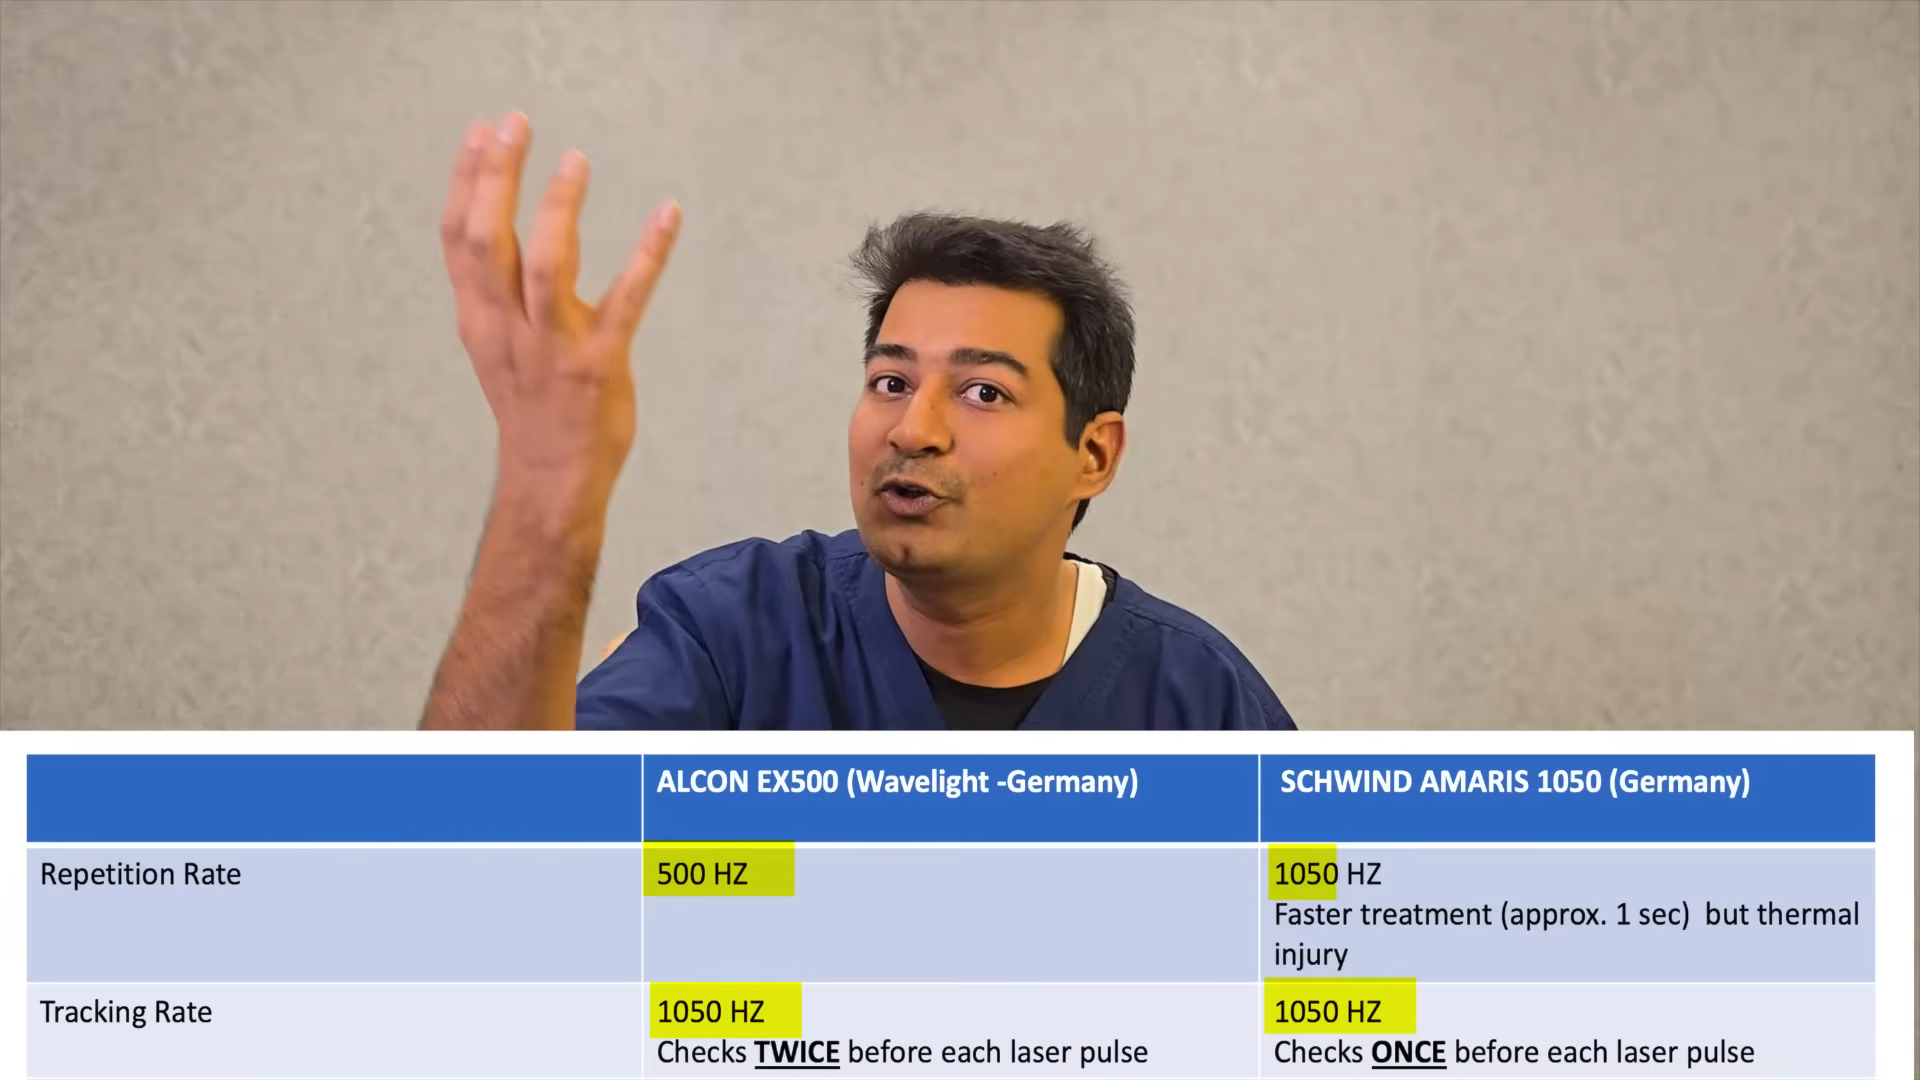 ALCON EX500 (Wavelight -Germany)
SCHWIND AMARIS 1050 (Germany)
Repetition Rate
500 HZ
1050 HZ
Faster treatment (approx. 1 sec)  but thermal
injury
Tracking Rate
1050 HZ
Checks TWICE before each laser pulse
1050 HZ
Checks ONCE before each laser pulse